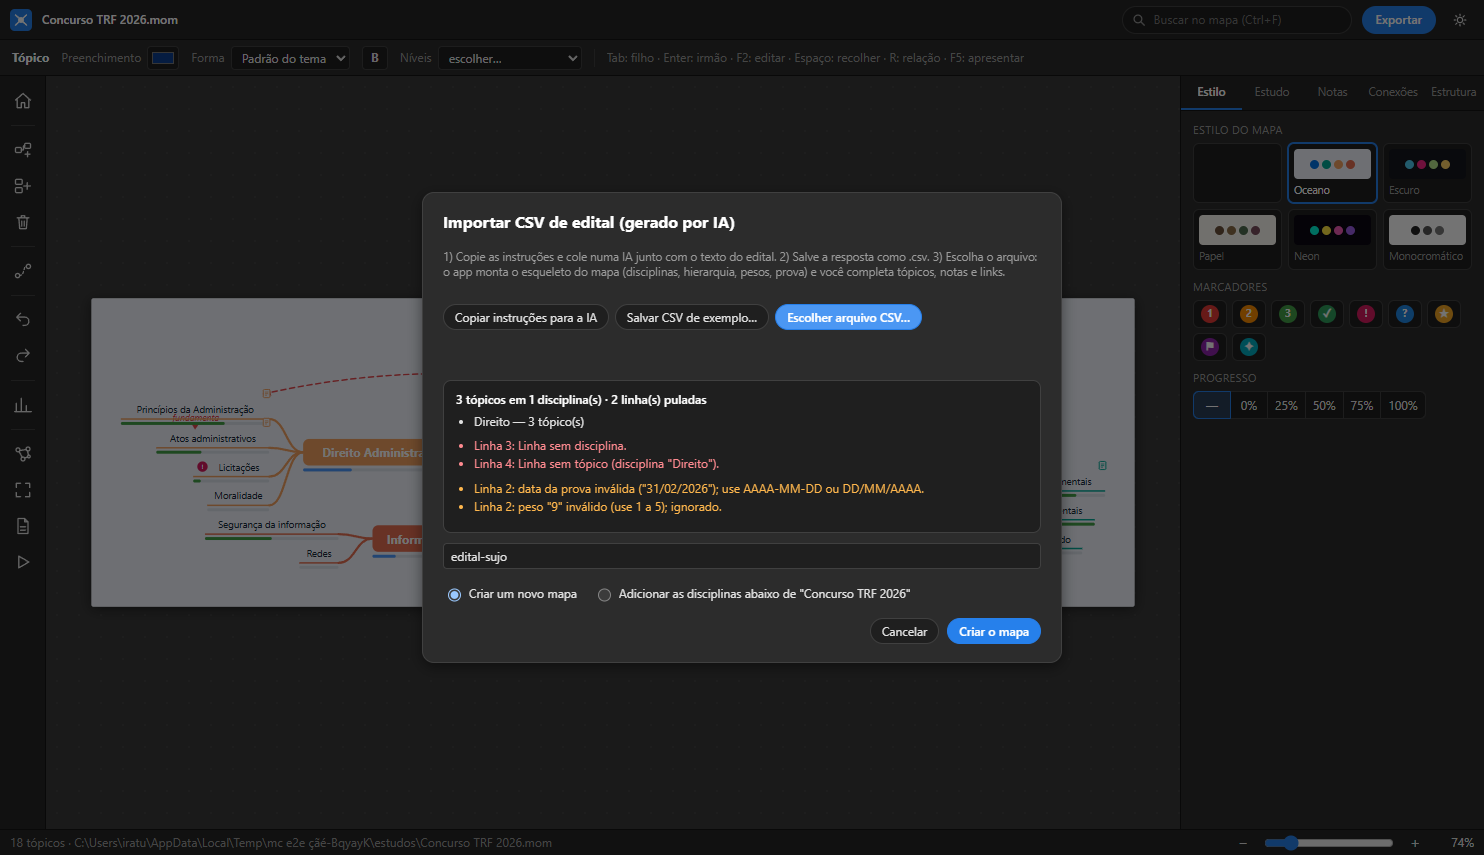 Concurso TRF 2026.mom
Buscar no mapa (Ctrl+F)
Exportar
Tópico
Preenchimento
Forma
Padrão do tema
B
Níveis
escolher...
Tab: filho · Enter: irmão · F2: editar · Espaço: recolher · R: relação · F5: apresentar
Estilo
Estudo
Notas
Conexões
Estrutura
ESTILO DO MAPA
Oceano
Escuro
Papel
Neon
Monocromático
MARCADORES
1
2
3
!
?
PROGRESSO
—
0%
25%
50%
75%
100%
Princípios da Administração
fundamenta
Atos administrativos
Licitações
Moralidade
Direito Administra
Segurança da informação
Redes
Inform
mentais
ntais
do
Importar CSV de edital (gerado por IA)
1) Copie as instruções e cole numa IA junto com o texto do edital. 2) Salve a resposta como .csv. 3) Escolha o arquivo:
o app monta o esqueleto do mapa (disciplinas, hierarquia, pesos, prova) e você completa tópicos, notas e links.
Copiar instruções para a IA
Salvar CSV de exemplo...
Escolher arquivo CSV...
3 tópicos em 1 disciplina(s) · 2 linha(s) puladas
• Direito — 3 tópico(s)
• Linha 3: Linha sem disciplina.
• Linha 4: Linha sem tópico (disciplina "Direito").
• Linha 2: data da prova inválida ("31/02/2026"); use AAAA-MM-DD ou DD/MM/AAAA.
• Linha 2: peso "9" inválido (use 1 a 5); ignorado.
edital-sujo
Criar um novo mapa
Adicionar as disciplinas abaixo de "Concurso TRF 2026"
Cancelar
Criar o mapa
18 tópicos · C:\Users\iratu\AppData\Local\Temp\mc e2e çãé-BqyayK\estudos\Concurso TRF 2026.mom
−
+
74%